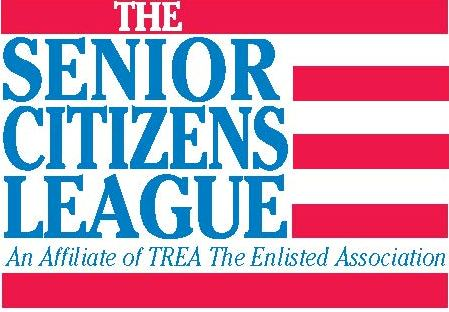 THE
SENIOR
CITIZENS
LEAGUE
An Affiliate of TREA The Enlisted Association